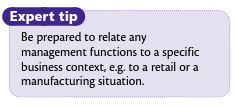 Expert tip
Be prepared to relate any
management functions to a specific
business context, e.g. to a retail or a
manufacturing situation.